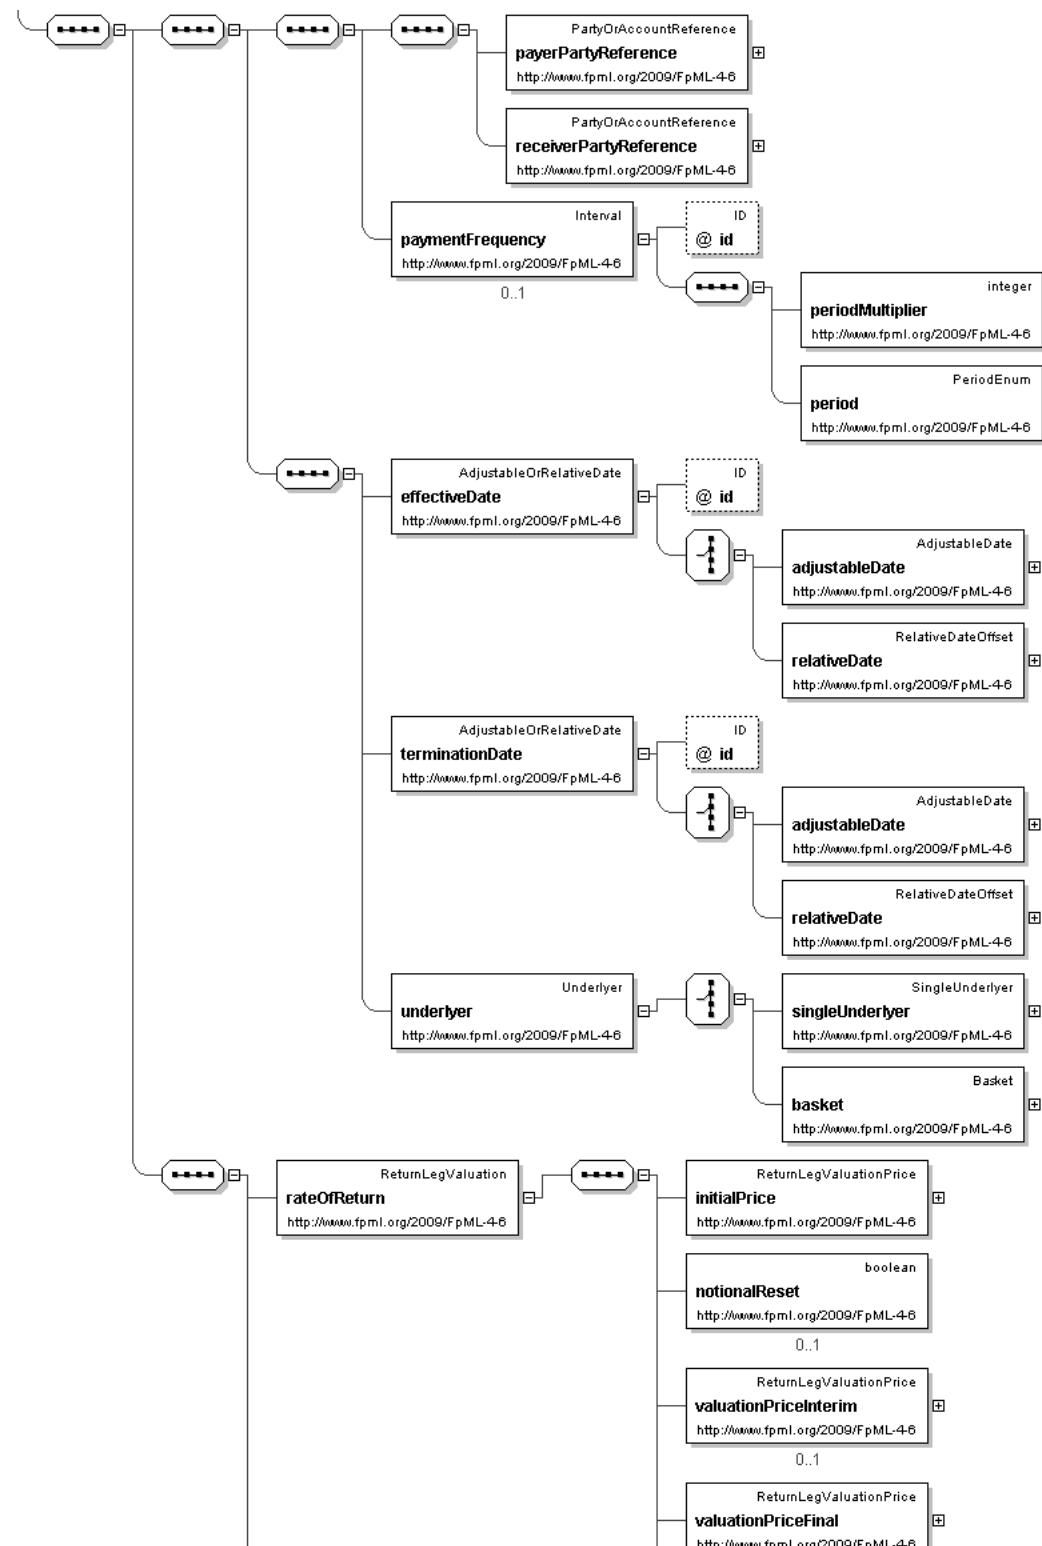 PartyOrAccountReference
payerPartyReference
http://www.fpml.org/2009/FpML-4-6
PartyOrAccountReference
receiverPartyReference
http://www.fpml.org/2009/FpML-4-6
Interval
paymentFrequency
http://www.fpml.org/2009/FpML-4-6
0..1
ID
@ id
integer
periodMultiplier
http://www.fpml.org/2009/FpML-4-6
PeriodEnum
period
http://www.fpml.org/2009/FpML-4-6
AdjustableOrRelativeDate
effectiveDate
http://www.fpml.org/2009/FpML-4-6
ID
@ id
AdjustableDate
adjustableDate
http://www.fpml.org/2009/FpML-4-6
RelativeDateOffset
relativeDate
http://www.fpml.org/2009/FpML-4-6
AdjustableOrRelativeDate
terminationDate
http://www.fpml.org/2009/FpML-4-6
ID
@ id
AdjustableDate
adjustableDate
http://www.fpml.org/2009/FpML-4-6
RelativeDateOffset
relativeDate
http://www.fpml.org/2009/FpML-4-6
Underlyer
underlyer
http://www.fpml.org/2009/FpML-4-6
SingleUnderlyer
singleUnderlyer
http://www.fpml.org/2009/FpML-4-6
Basket
basket
http://www.fpml.org/2009/FpML-4-6
ReturnLegValuation
rateOfReturn
http://www.fpml.org/2009/FpML-4-6
ReturnLegValuationPrice
initialPrice
http://www.fpml.org/2009/FpML-4-6
boolean
notionalReset
http://www.fpml.org/2009/FpML-4-6
0..1
ReturnLegValuationPrice
valuationPriceInterim
http://www.fpml.org/2009/FpML-4-6
0..1
ReturnLegValuationPrice
valuationPriceFinal
http://www.fpml.org/2009/FpML-4-6